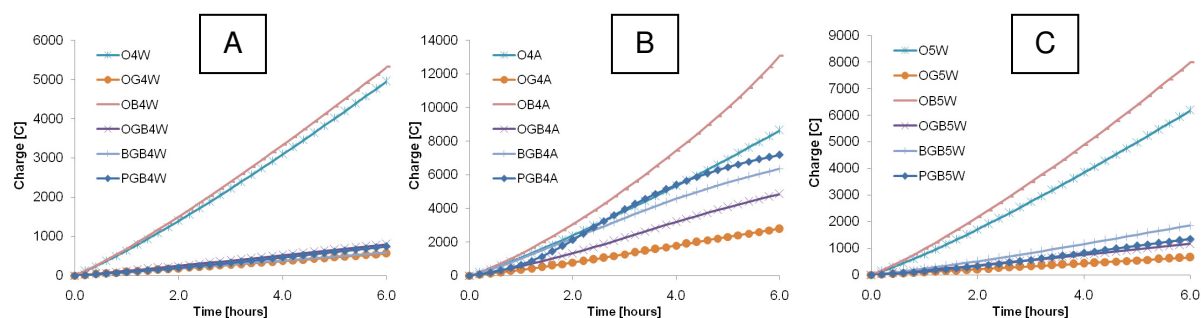 A
Charge [C]
6000
5000
4000
3000
2000
1000
0
O4W
OG4W
OB4W
OGB4W
BGB4W
PGB4W
0.0 2.0 4.0 6.0
Time [hours]
B
Charge [C]
14000
12000
10000
8000
6000
4000
2000
0
O4A
OG4A
OB4A
OGB4A
BGB4A
PGB4A
0.0 2.0 4.0 6.0
Time [hours]
C
Charge [C]
9000
8000
7000
6000
5000
4000
3000
2000
1000
0
O5W
OG5W
OB5W
OGB5W
BGB5W
PGB5W
0.0 2.0 4.0 6.0
Time [hours]